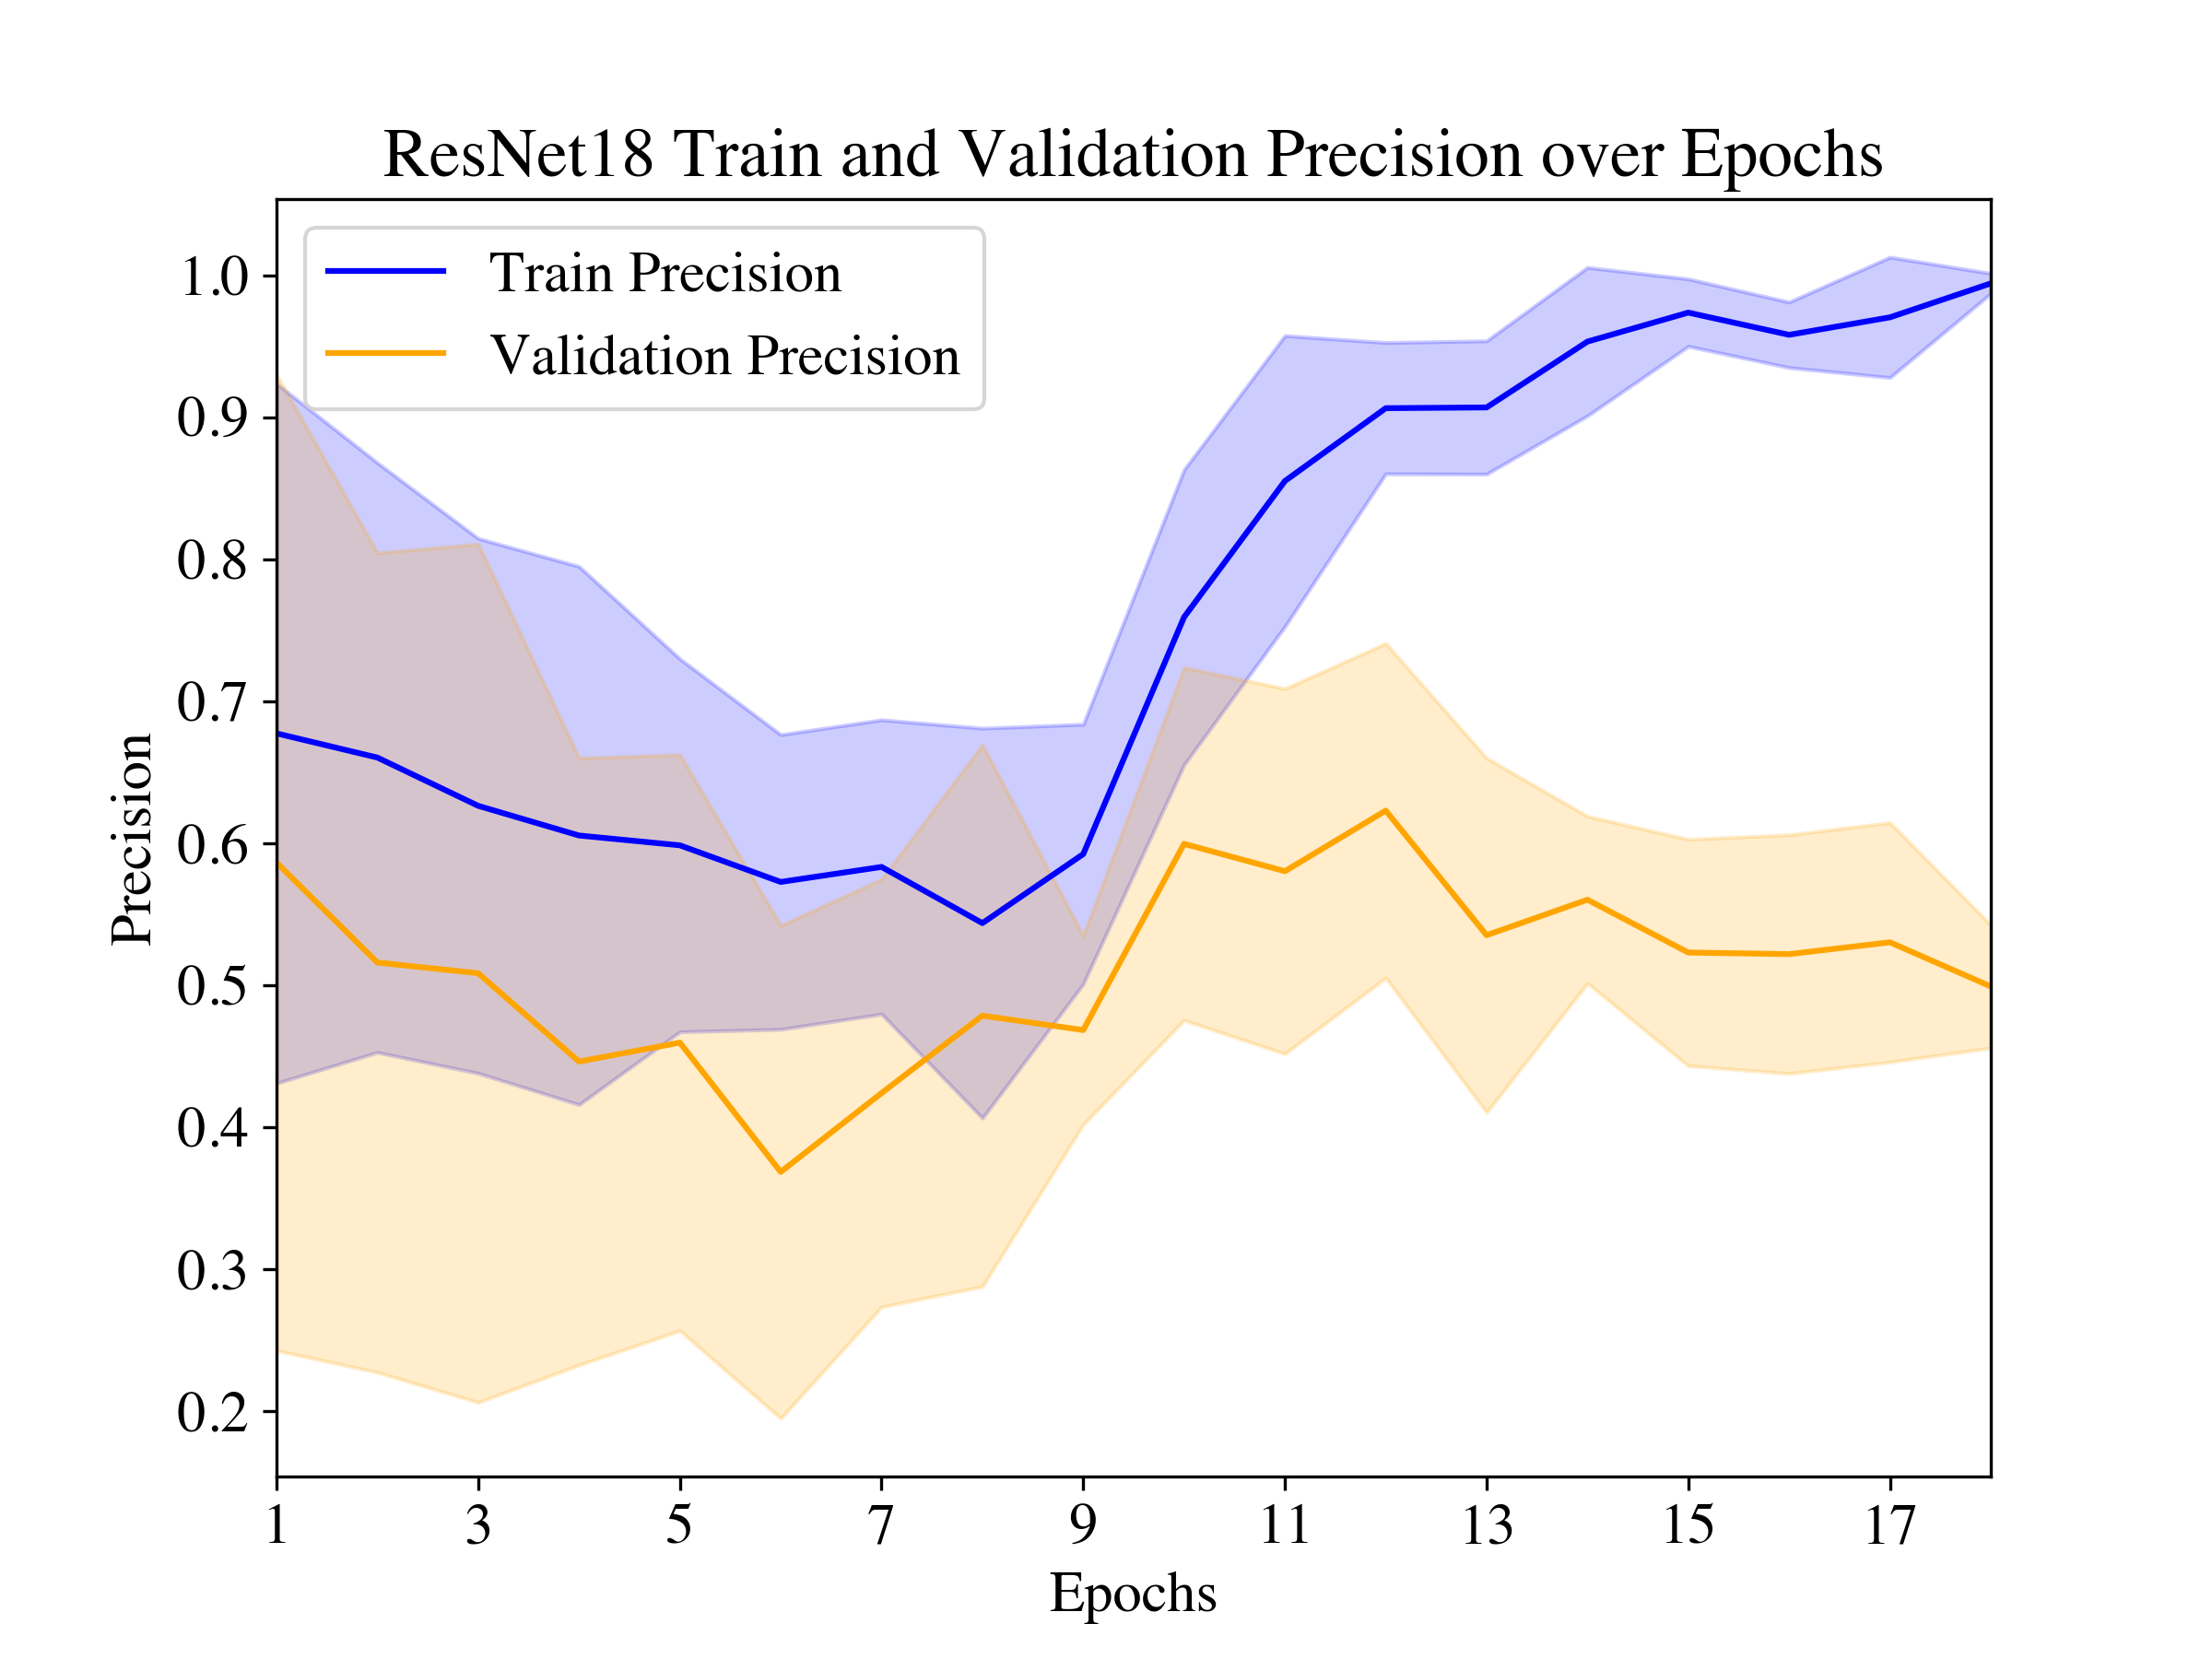 ResNet18 Train and Validation Precision over Epochs
Train Precision
Validation Precision
1.0
0.9
0.8
0.7
0.6
0.5
0.4
0.3
0.2
Precision
1 3 5 7 9 11 13 15 17
Epochs